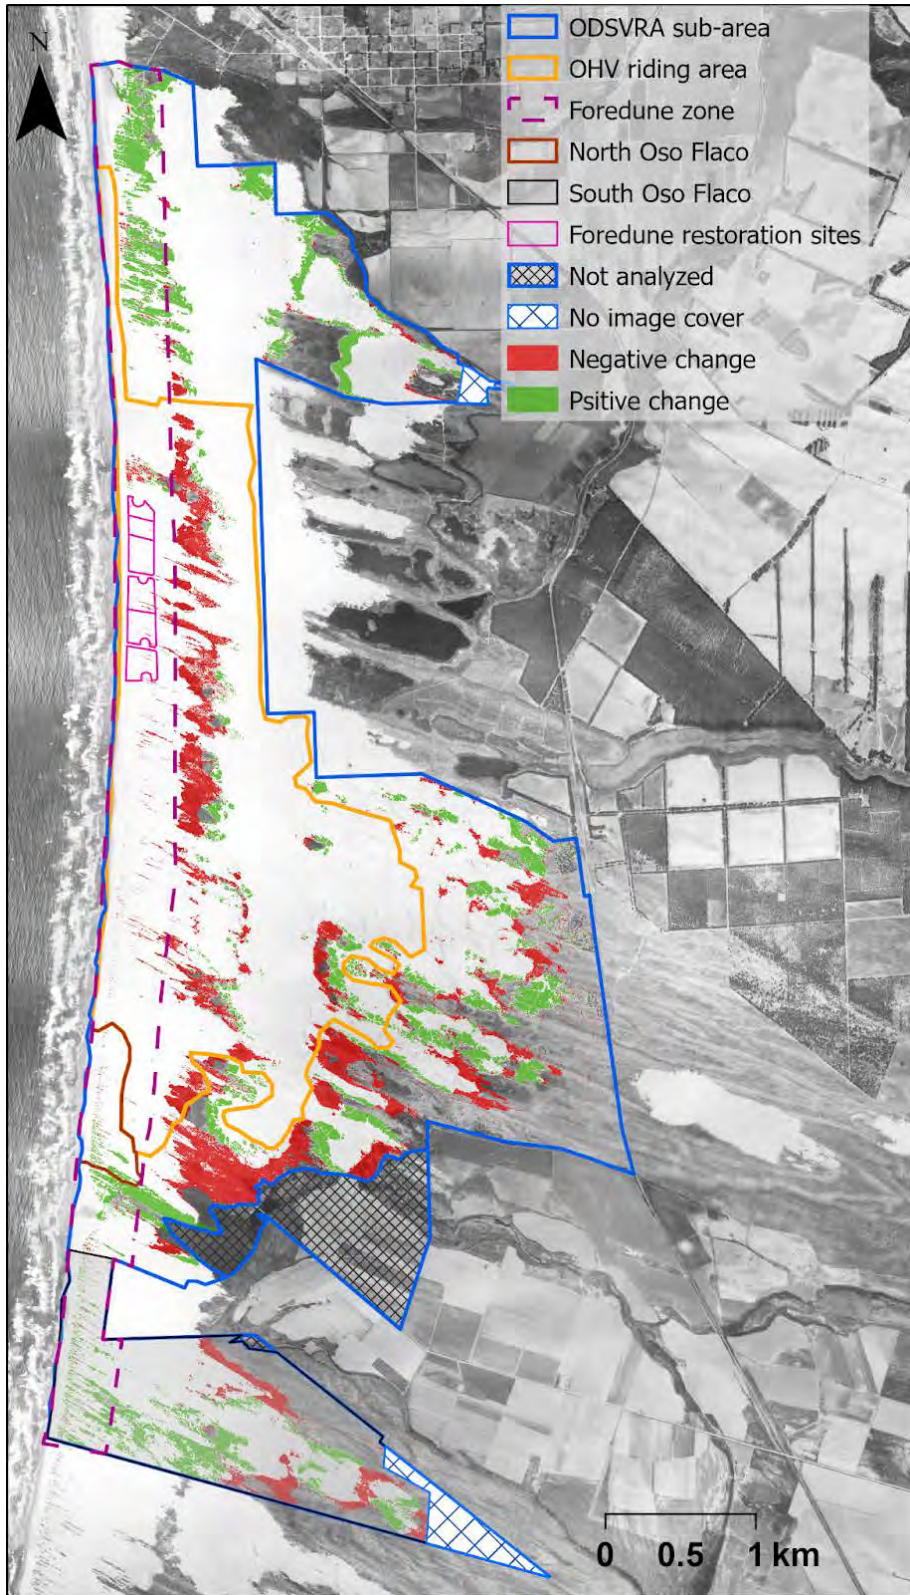 N
ODSVRA sub-area
OHV riding area
Foredune zone
North Oso Flaco
South Oso Flaco
Foredune restoration sites
Not analyzed
No image cover
Negative change
Psitive change
0 0.5 1 km